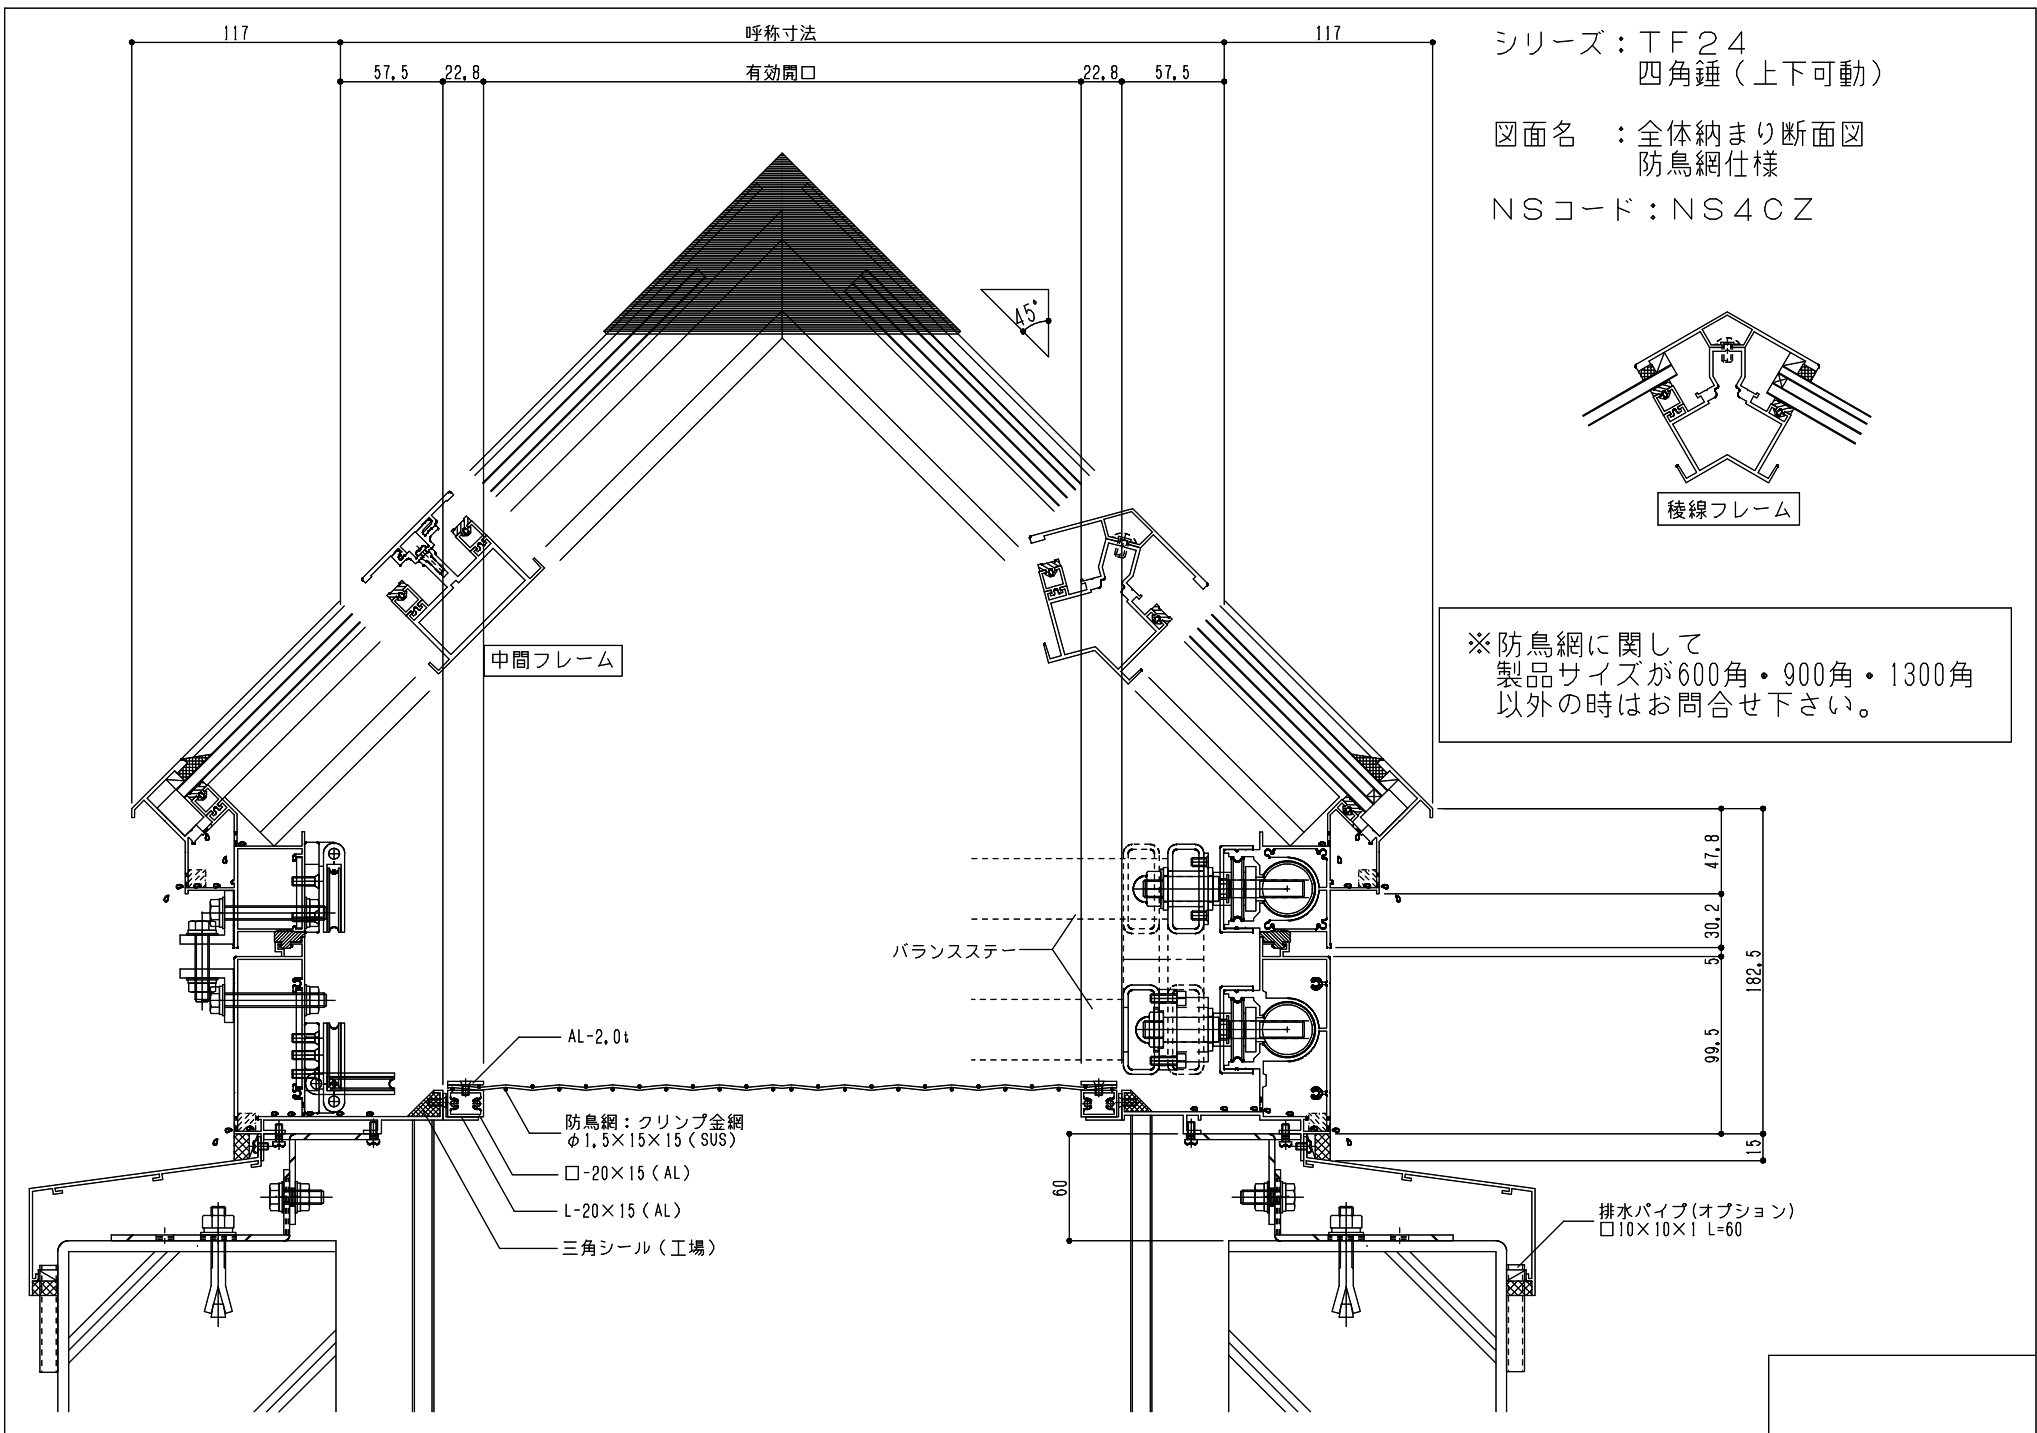 シリーズ：ＴＦ２４
四角錘（上下可動）
図面名　：全体納まり断面図
防鳥網仕様
ＮＳコード：ＮＳ４ＣＺ
117
呼称寸法
117
57.5
22.8
有効開口
22.8
57.5
45°
稜線フレーム
中間フレーム
※防鳥網に関して
製品サイズが600角・900角・1300角
以外の時はお問合せ下さい。
47.8
30.2
5
182.5
99.5
15
60
バランスステー
AL-2.0t
防鳥網：クリンプ金網
φ1.5×15×15（SUS）
□-20×15（AL）
L-20×15（AL）
三角シール（工場）
排水パイプ(オプション)
□10×10×1 L=60